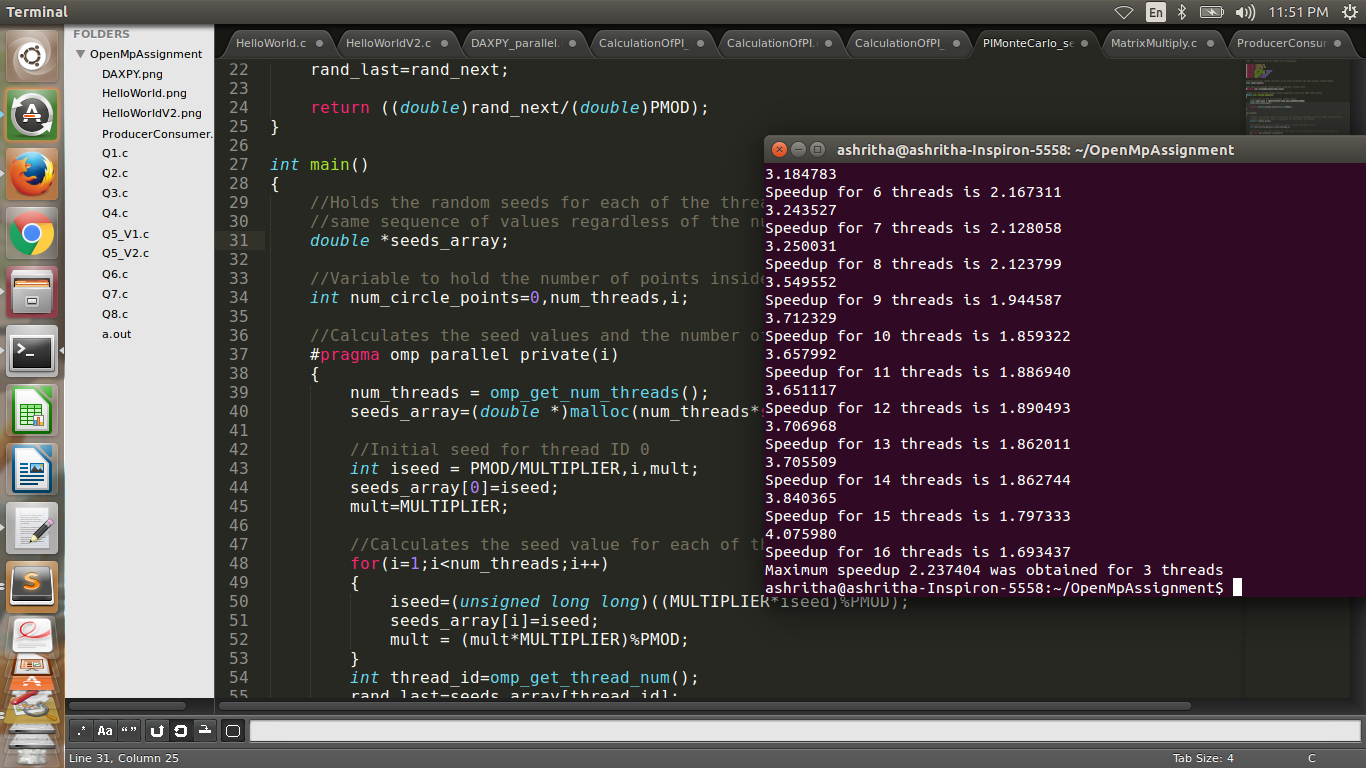 Terminal
En
11:51 PM
FOLDERS
OpenMpAssignment
DAXPY.png
HelloWorld.png
HelloWorldV2.png
ProducerConsumer.
Q1.c
Q2.c
Q3.c
Q4.c
Q5_V1.c
Q5_V2.c
Q6.c
Q7.c
Q8.c
a.out
HelloWorld.c
HelloWorldV2.c
DAXPY_parallel.
CalculationOfPI_
CalculationOfPI.
CalculationOfPI_
PIMonteCarlo_se
MatrixMultiply.c
ProducerConsur
22 rand_last=rand_next;
23
24 return ((double)rand_next/(double)PMOD);
25 }
26
27 int main()
28 {
29 //Holds the random seeds for each of the threa
30 //same sequence of values regardless of the nu
31 double *seeds_array;
32
33 //Variable to hold the number of points inside
34 int num_circle_points=0,num_threads,i;
35
36 //Calculates the seed values and the number of
37 #pragma omp parallel private(i)
38 {
39 num_threads = omp_get_num_threads();
40 seeds_array=(double *)malloc(num_threads*
41
42 //Initial seed for thread ID 0
43 int iseed = PMOD/MULTIPLIER,i,mult;
44 seeds_array[0]=iseed;
45 mult=MULTIPLIER;
46
47 //Calculates the seed value for each of th
48 for(i=1;i<num_threads;i++)
49 {
50 iseed=(unsigned long long)((MULTIPLIER*iseed)%PMOD);
51 seeds_array[i]=iseed;
52 mult = (mult*MULTIPLIER)%PMOD;
53 }
54 int thread_id=omp_get_thread_num();
55 rand_last=seeds_array[thread_id];
ashritha@ashritha-Inspiron-5558: ~/OpenMpAssignment
3.184783
Speedup for 6 threads is 2.167311
3.243527
Speedup for 7 threads is 2.128058
3.250031
Speedup for 8 threads is 2.123799
3.549552
Speedup for 9 threads is 1.944587
3.712329
Speedup for 10 threads is 1.859322
3.657992
Speedup for 11 threads is 1.886940
3.651117
Speedup for 12 threads is 1.890493
3.706968
Speedup for 13 threads is 1.862011
3.705509
Speedup for 14 threads is 1.862744
3.840365
Speedup for 15 threads is 1.797333
4.075980
Speedup for 16 threads is 1.693437
Maximum speedup 2.237404 was obtained for 3 threads
ashritha@ashritha-Inspiron-5558:~/OpenMpAssignment$
.* Aa “ ”
Line 31, Column 25
Tab Size: 4
C